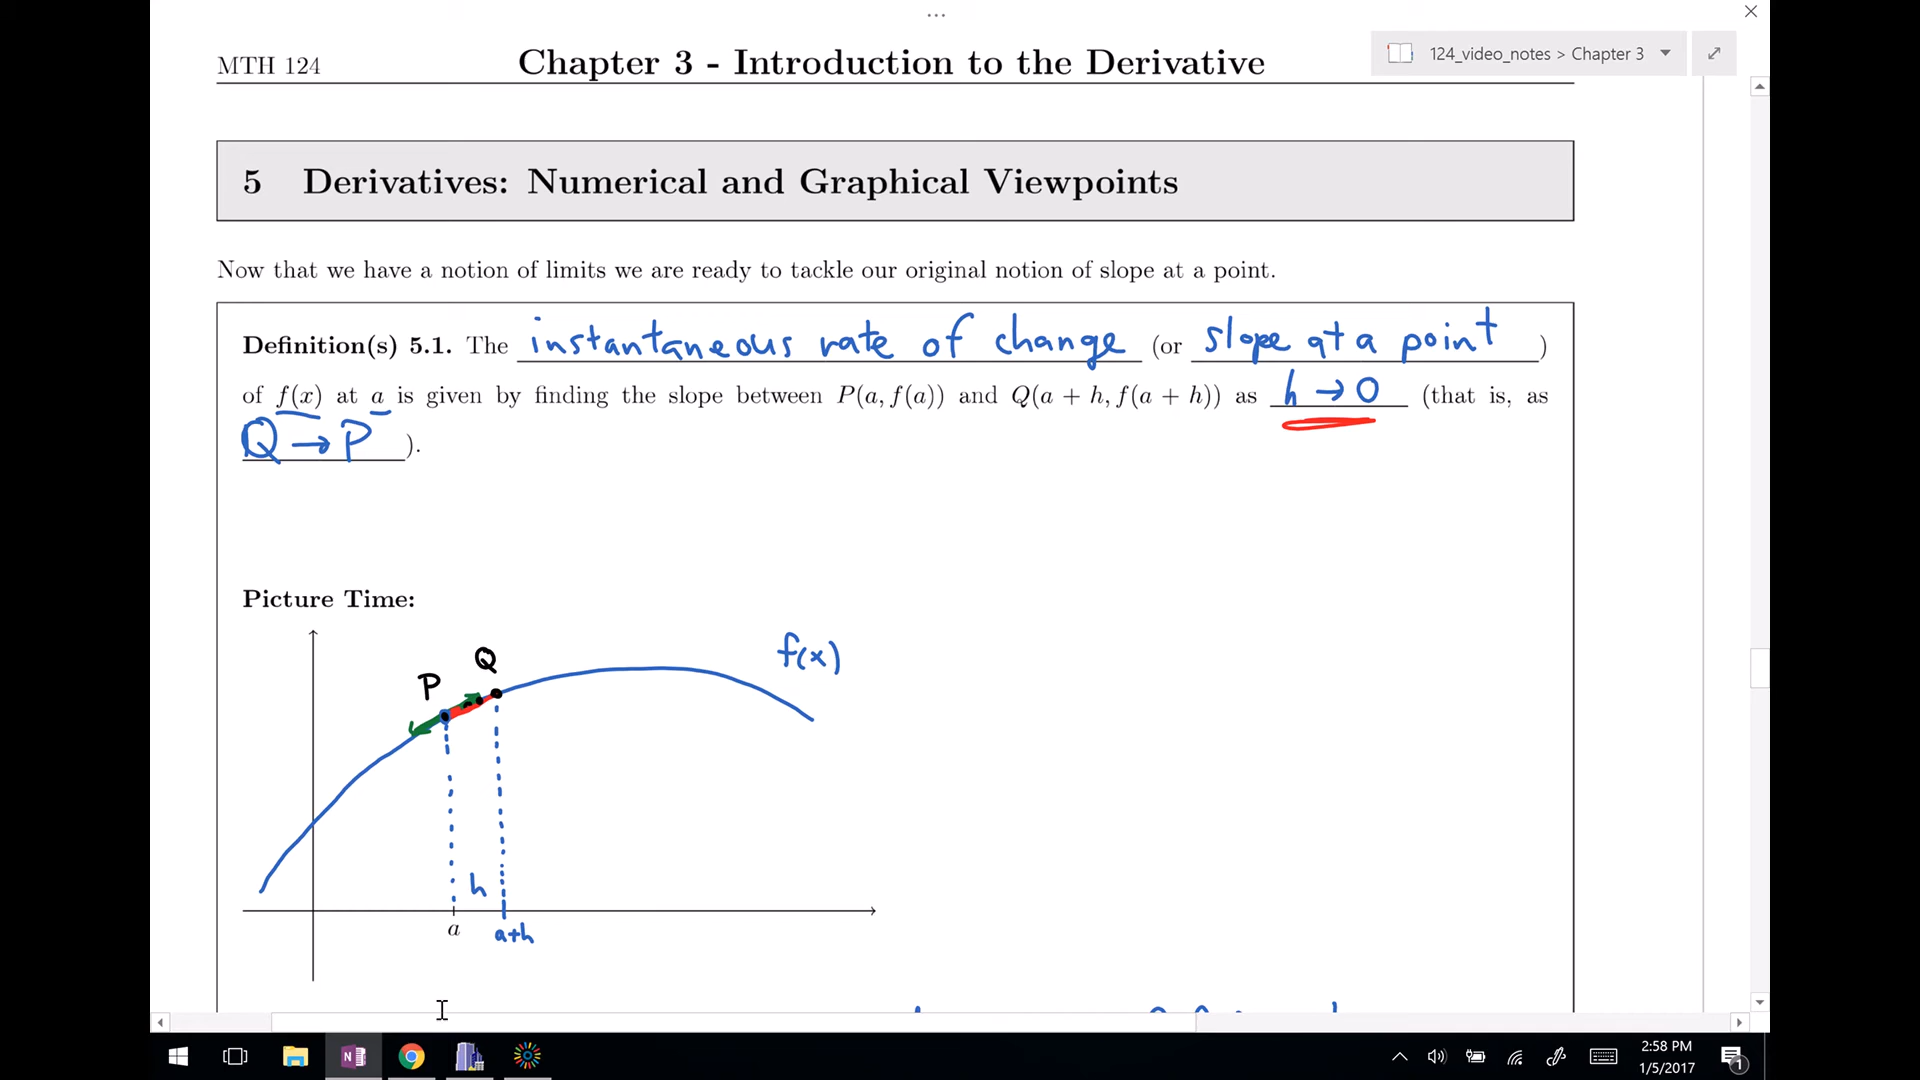 MTH 124
Chapter 3 - Introduction to the Derivative
124_video_notes > Chapter 3
5 Derivatives: Numerical and Graphical Viewpoints
Now that we have a notion of limits we are ready to tackle our original notion of slope at a point.
Definition(s) 5.1. The instantaneous rate of change (or slope at a point)
of f(x) at a is given by finding the slope between P(a, f(a)) and Q(a + h, f(a + h)) as h → 0 (that is, as
Q → P ).
Picture Time:
f(x)
Q
P
h
a
a+h
2:58 PM
1/5/2017
1